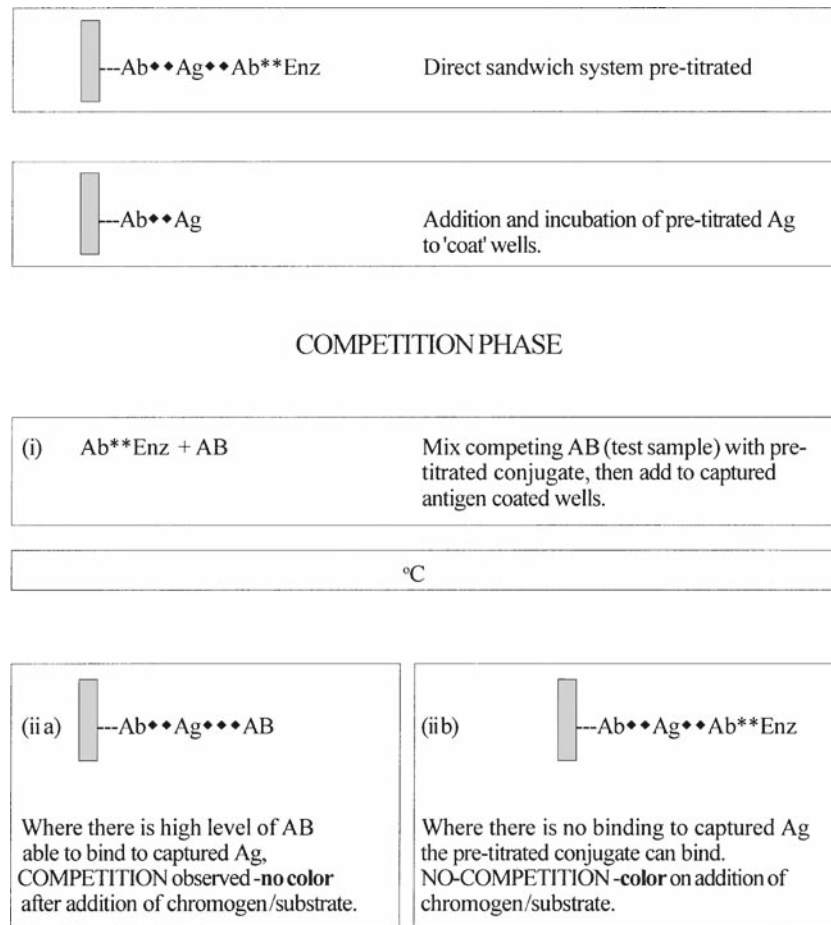 ---Ab◆◆Ag◆◆Ab**Enz Direct sandwich system pre-titrated
---Ab◆◆Ag Addition and incubation of pre-titrated Ag
to 'coat' wells.
COMPETITION PHASE
(i) Ab**Enz + AB Mix competing AB (test sample) with pre-
titrated conjugate, then add to captured
antigen coated wells.
ºC
(ii a) ---Ab◆◆Ag◆◆◆AB
Where there is high level of AB
able to bind to captured Ag,
COMPETITION observed -no color
after addition of chromogen/substrate.
(ii b) ---Ab◆◆Ag◆◆Ab**Enz
Where there is no binding to captured Ag
the pre-titrated conjugate can bind.
NO-COMPETITION -color on addition of
chromogen/substrate.